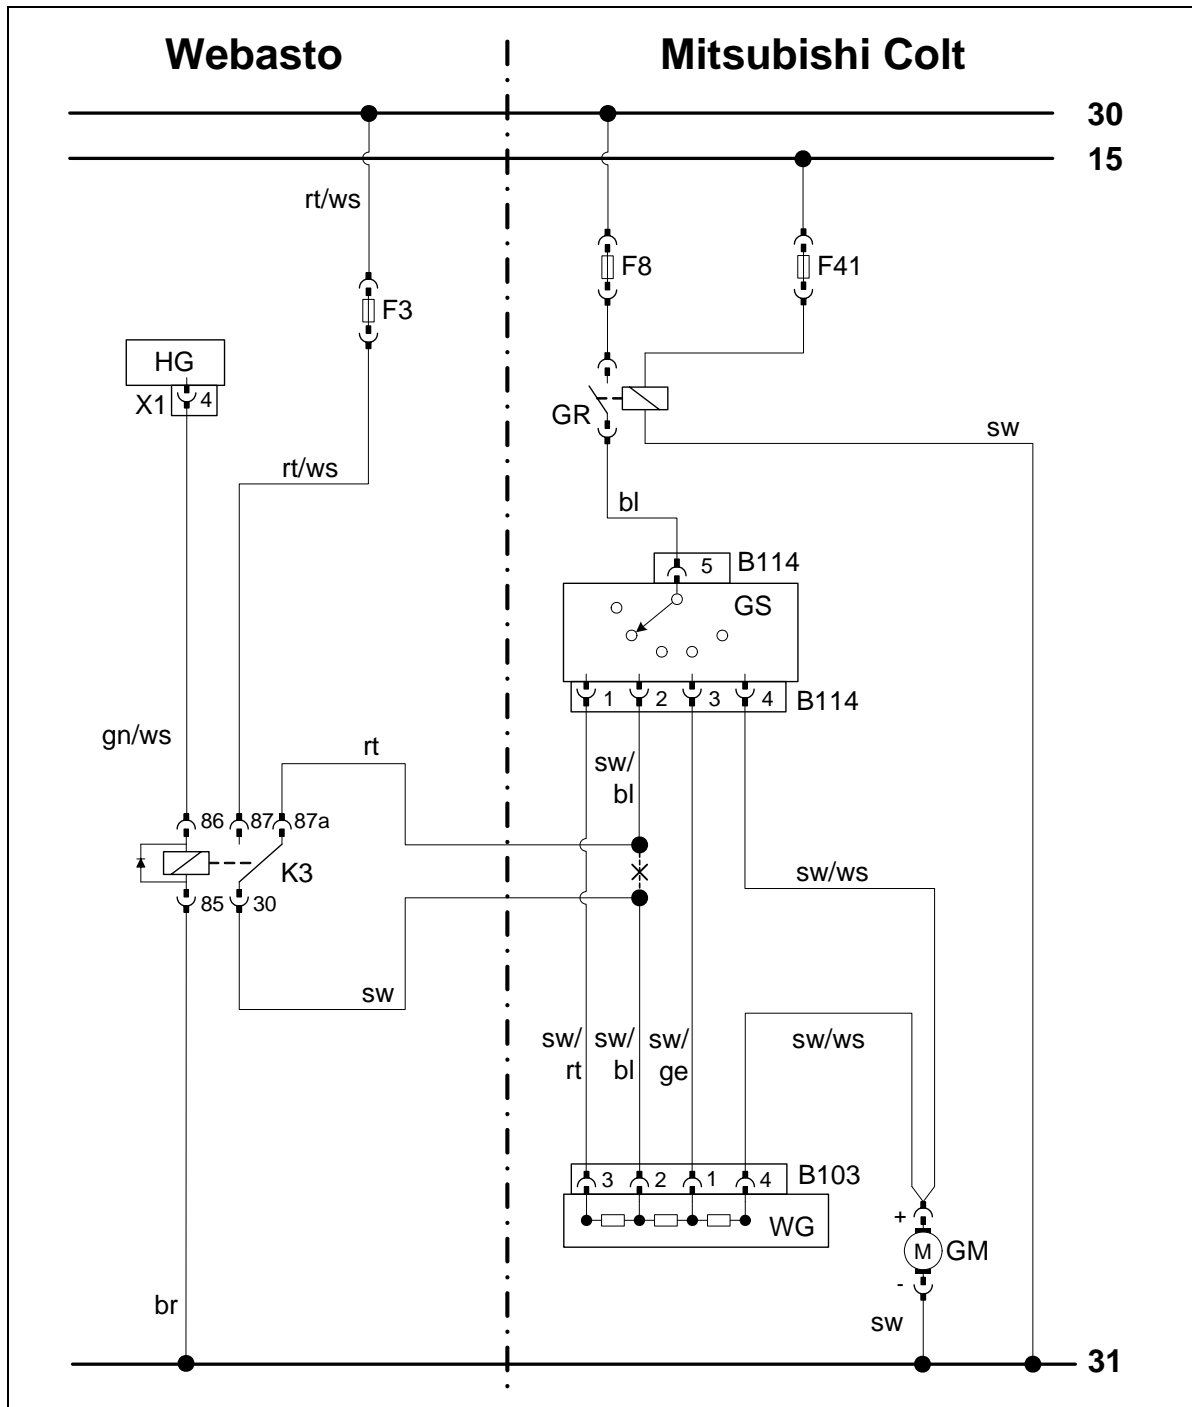 Webasto
Mitsubishi Colt
30
15
rt/ws
F8
F41
F3
HG
X1
4
GR
sw
rt/ws
bl
5
B114
GS
1
2
3
4
B114
gn/ws
rt
sw/
bl
86
87
87a
K3
sw/ws
85
30
sw
sw/
rt
sw/
bl
sw/
ge
sw/ws
3
2
1
4
B103
WG
+
M
GM
-
br
sw
31